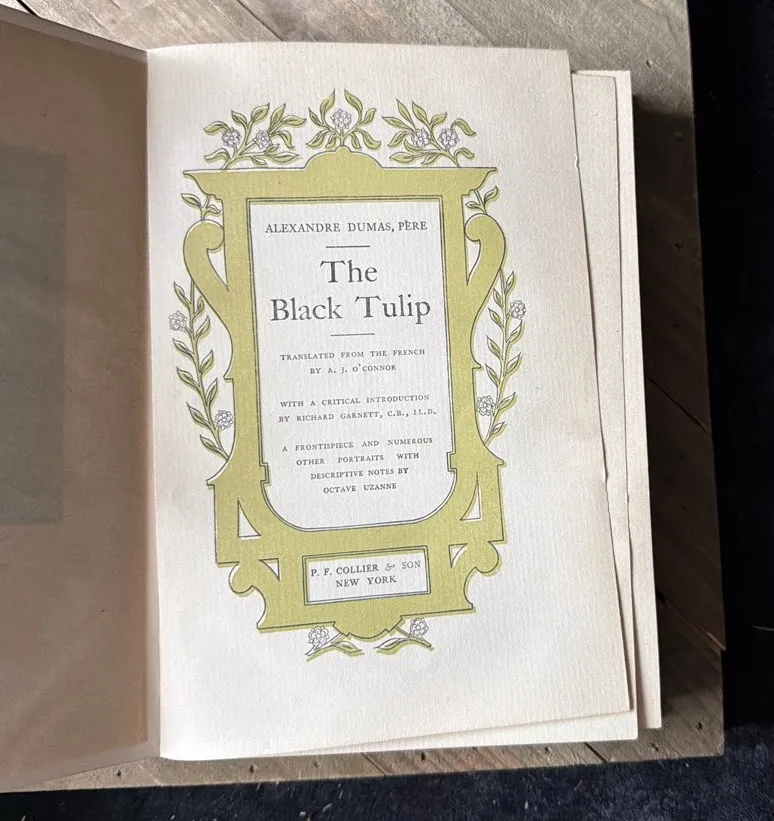 ALEXANDRE DUMAS, PÈRE
The
Black Tulip
TRANSLATED FROM THE FRENCH
BY A. J. O'CONNOR
WITH A CRITICAL INTRODUCTION
BY RICHARD GARNETT, C.B., LL.D.
A FRONTISPIECE AND NUMEROUS
OTHER PORTRAITS WITH
DESCRIPTIVE NOTES BY
OCTAVE UZANNE
P. F. COLLIER & SON
NEW YORK